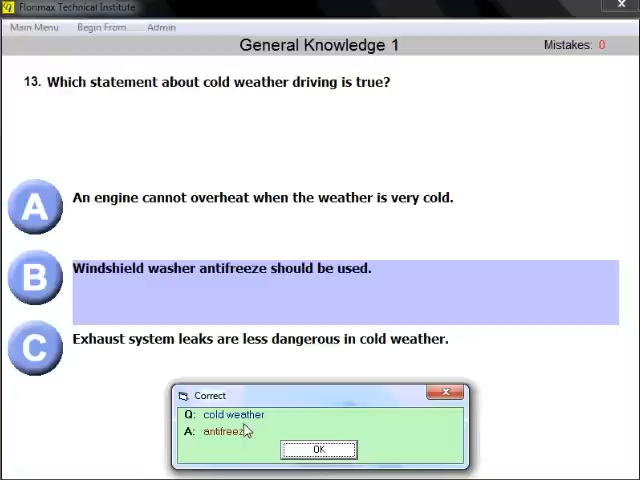 Florimax Technical Institute
Main Menu Begin From Admin
General Knowledge 1 Mistakes: 0
13. Which statement about cold weather driving is true?
A An engine cannot overheat when the weather is very cold.
B Windshield washer antifreeze should be used.
C Exhaust system leaks are less dangerous in cold weather.
Correct
Q: cold weather
A: antifreeze
OK